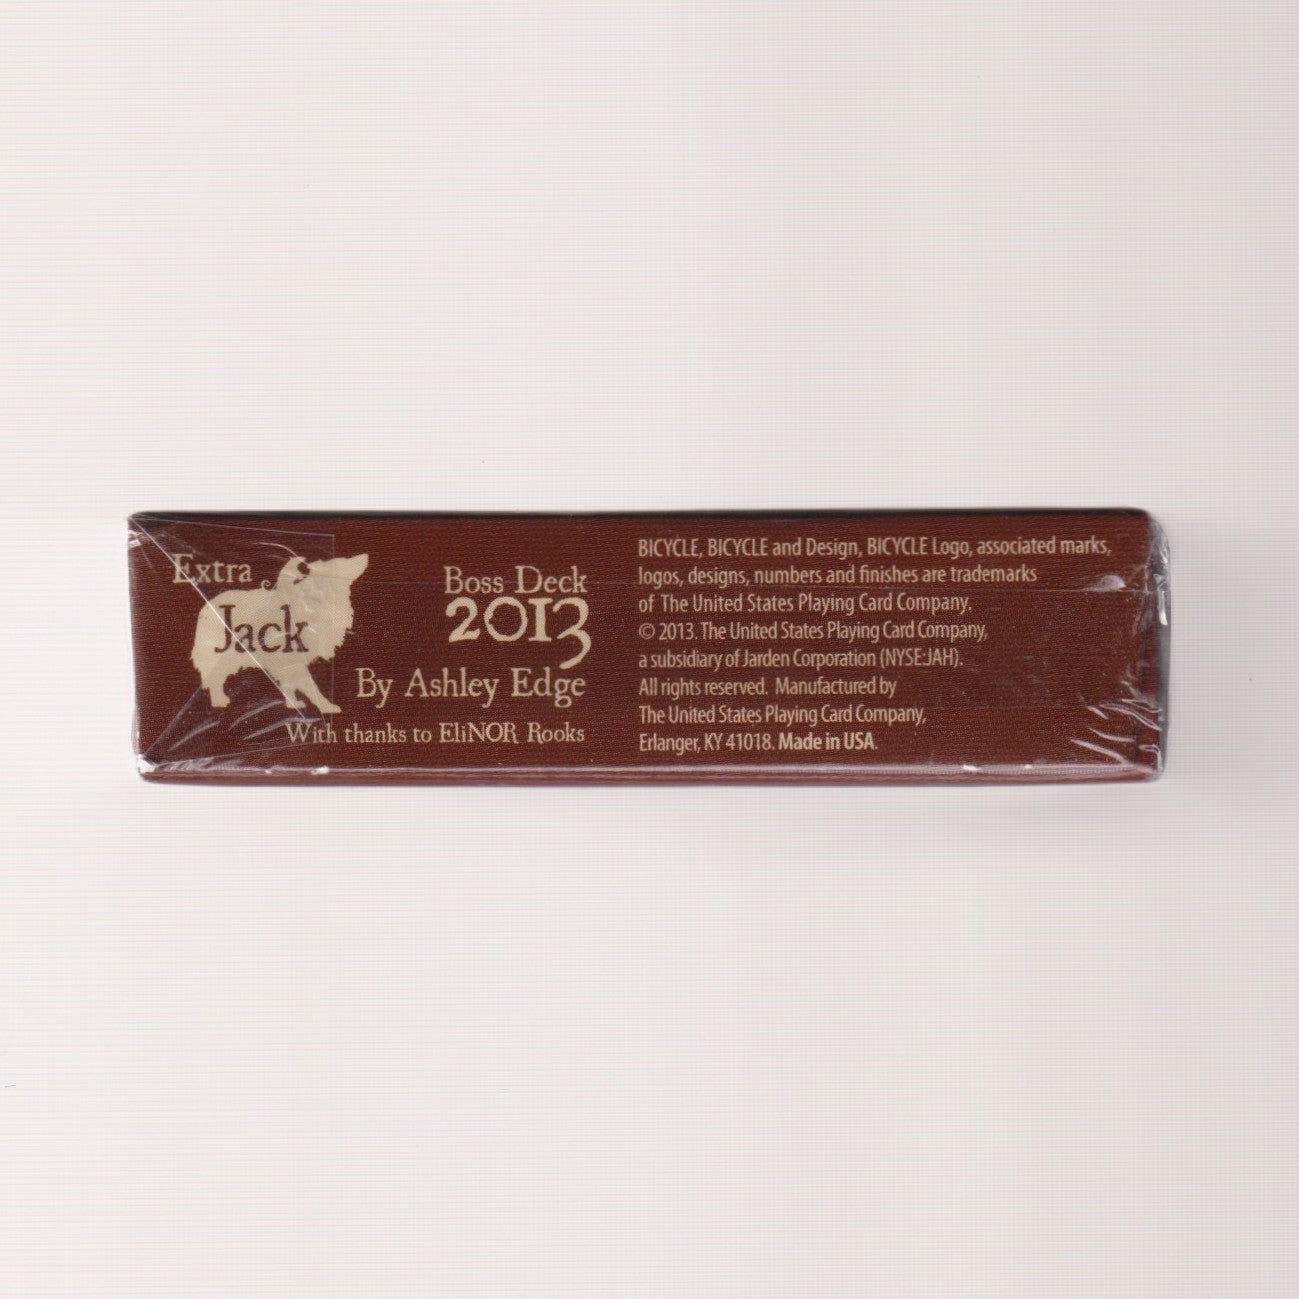 Extra
Jack
Boss Deck
2013
By Ashley Edge
With thanks to EliNOR Rooks
BICYCLE, BICYCLE and Design, BICYCLE Logo, associated marks,
logos, designs, numbers and finishes are trademarks
of The United States Playing Card Company.
© 2013. The United States Playing Card Company,
a subsidiary of Jarden Corporation (NYSE:JAH).
All rights reserved. Manufactured by
The United States Playing Card Company,
Erlanger, KY 41018. Made in USA.